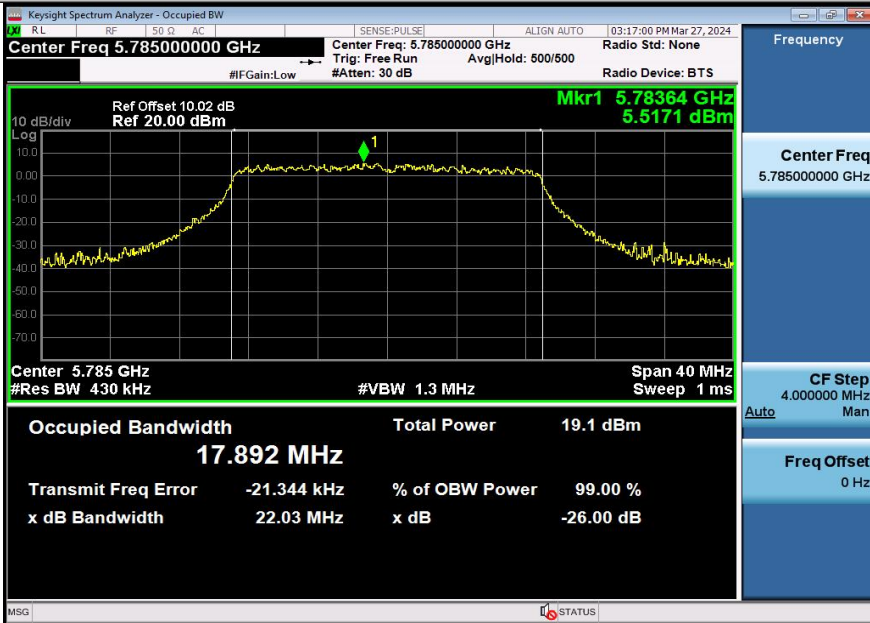 Keysight Spectrum Analyzer - Occupied BW
LXI RL RF 50 Ω AC SENSE:PULSE ALIGN AUTO 03:17:00 PM Mar 27, 2024
Center Freq 5.785000000 GHz
Center Freq: 5.785000000 GHz
Radio Std: None
Trig: Free Run Avg|Hold: 500/500
#IFGain:Low #Atten: 30 dB Radio Device: BTS
Frequency
Ref Offset 10.02 dB
10 dB/div Ref 20.00 dBm
Mkr1 5.78364 GHz
5.5171 dBm
Log
1
10.0
0.00
-10.0
-20.0
-30.0
-40.0
-50.0
-60.0
-70.0
Center 5.785 GHz Span 40 MHz
#Res BW 430 kHz #VBW 1.3 MHz Sweep 1 ms
Occupied Bandwidth Total Power 19.1 dBm
17.892 MHz
Transmit Freq Error -21.344 kHz % of OBW Power 99.00 %
x dB Bandwidth 22.03 MHz x dB -26.00 dB
Center Freq
5.785000000 GHz
CF Step
4.000000 MHz
Auto Man
Freq Offset
0 Hz
MSG STATUS